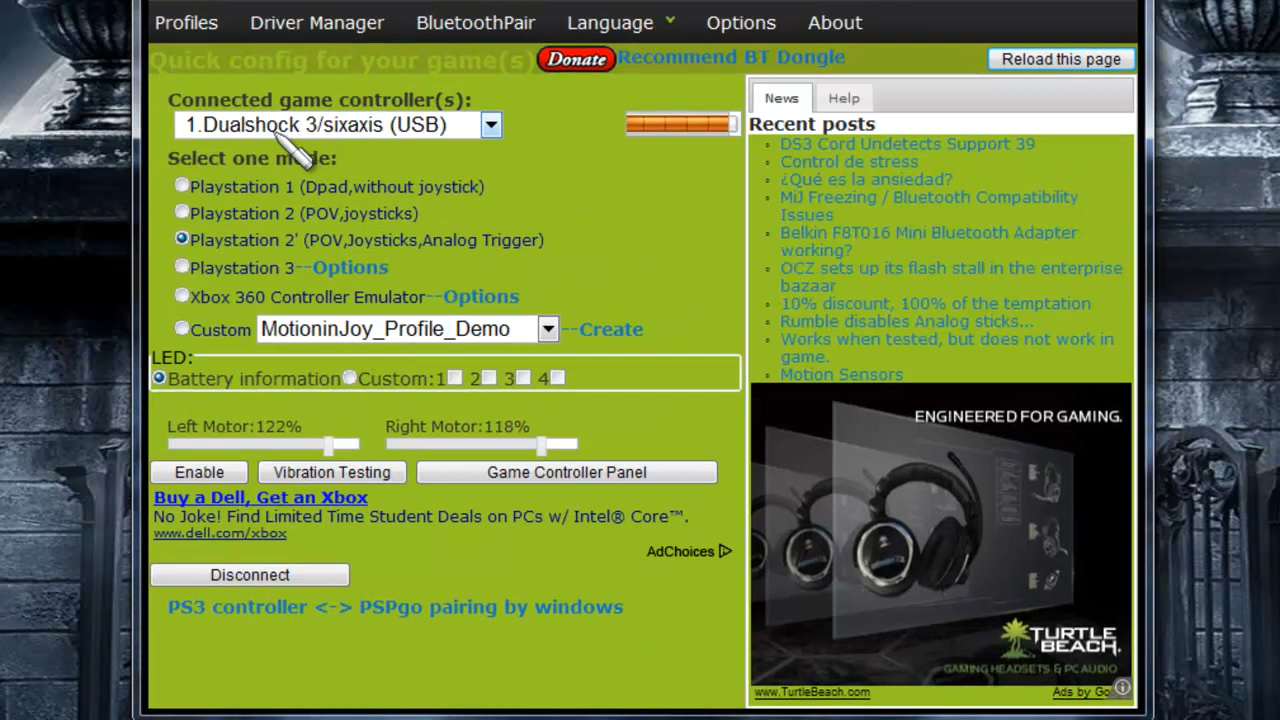 Profiles Driver Manager BluetoothPair Language Options About
Quick config for your game(s) Donate Recommend BT Dongle Reload this page
Connected game controller(s):
1.Dualshock 3/sixaxis (USB)
Select one mode:
Playstation 1 (Dpad,without joystick)
Playstation 2 (POV,joysticks)
Playstation 2' (POV,Joysticks,Analog Trigger)
Playstation 3--Options
Xbox 360 Controller Emulator--Options
Custom MotioninJoy_Profile_Demo --Create
LED:
Battery information Custom:1 2 3 4
Left Motor:122% Right Motor:118%
Enable Vibration Testing Game Controller Panel
Buy a Dell, Get an Xbox
No Joke! Find Limited Time Student Deals on PCs w/ Intel® Core™.
www.dell.com/xbox
AdChoices
Disconnect
PS3 controller <-> PSPgo pairing by windows
News Help
Recent posts
DS3 Cord Undetects Support 39
Control de stress
¿Qué es la ansiedad?
MiJ Freezing / Bluetooth Compatibility
Issues
Belkin F8T016 Mini Bluetooth Adapter
working?
OCZ sets up its flash stall in the enterprise
bazaar
10% discount, 100% of the temptation
Rumble disables Analog sticks...
Works when tested, but does not work in
game.
Motion Sensors
ENGINEERED FOR GAMING.
TURTLE
BEACH.
GAMING HEADSETS & PC AUDIO
www.TurtleBeach.com Ads by Go